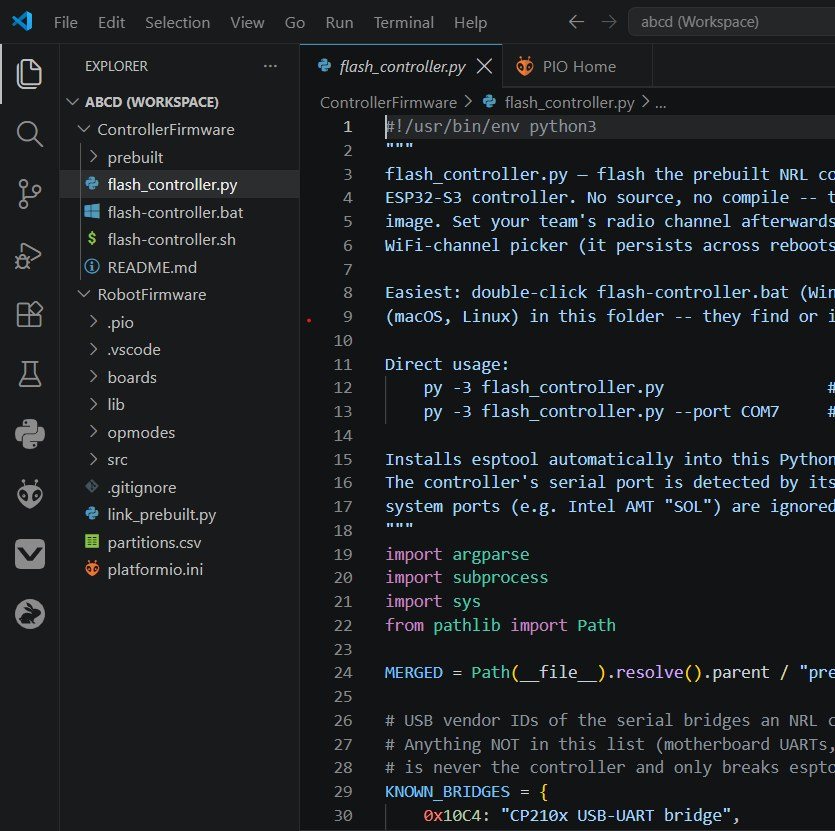 File Edit Selection View Go Run Terminal Help
abcd (Workspace)
EXPLORER
...
ABCD (WORKSPACE)
ControllerFirmware
prebuilt
flash_controller.py
flash-controller.bat
flash-controller.sh
README.md
RobotFirmware
.pio
.vscode
boards
lib
opmodes
src
.gitignore
link_prebuilt.py
partitions.csv
platformio.ini
flash_controller.py
PIO Home
ControllerFirmware > flash_controller.py > ...
1 #!/usr/bin/env python3
2 """
3 flash_controller.py — flash the prebuilt NRL co
4 ESP32-S3 controller. No source, no compile -- t
5 image. Set your team's radio channel afterwards
6 WiFi-channel picker (it persists across reboots
7
8 Easiest: double-click flash-controller.bat (Win
9 (macOS, Linux) in this folder -- they find or i
10
11 Direct usage:
12     py -3 flash_controller.py                 #
13     py -3 flash_controller.py --port COM7     #
14
15 Installs esptool automatically into this Python
16 The controller's serial port is detected by its
17 system ports (e.g. Intel AMT "SOL") are ignored
18 """
19 import argparse
20 import subprocess
21 import sys
22 from pathlib import Path
23
24 MERGED = Path(__file__).resolve().parent / "pre
25
26 # USB vendor IDs of the serial bridges an NRL c
27 # Anything NOT in this list (motherboard UARTs,
28 # is never the controller and only breaks espto
29 KNOWN_BRIDGES = {
30     0x10C4: "CP210x USB-UART bridge",